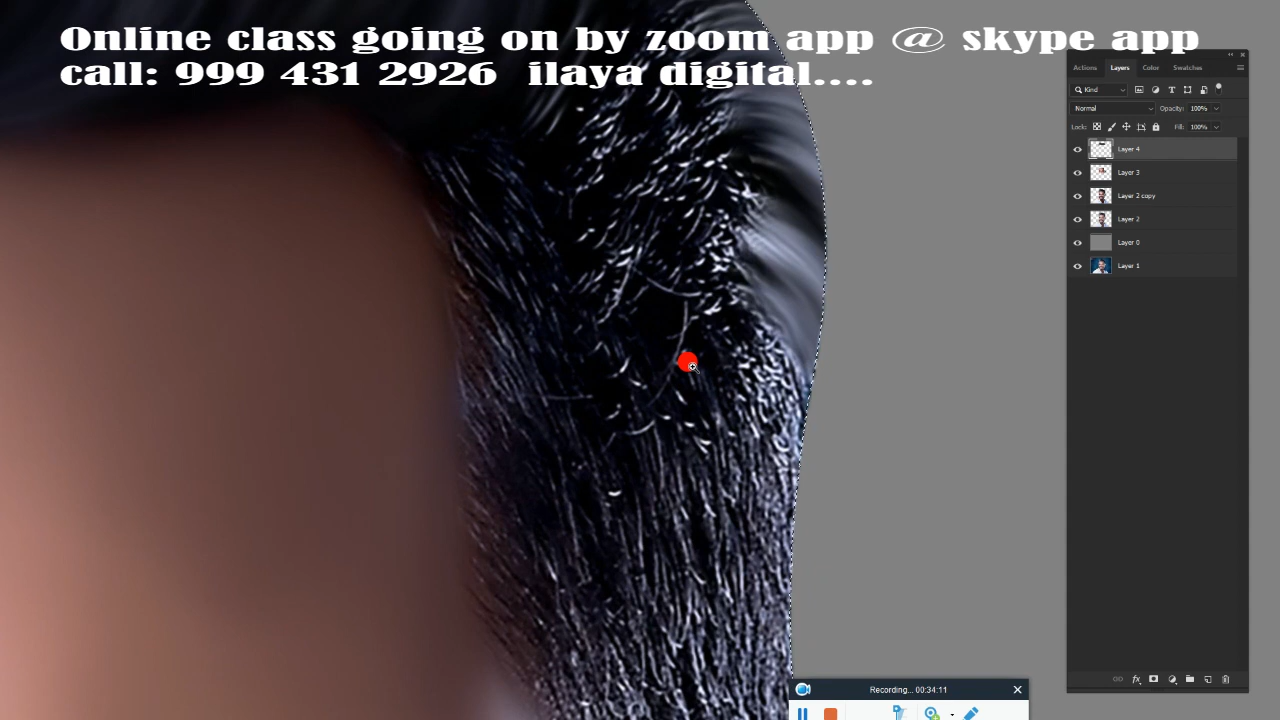 Online class going on by zoom app @ skype app
call: 999 431 2926 ilaya digital....
Actions Layers Color Swatches
Kind
Normal Opacity: 100%
Lock: Fill: 100%
Layer 4
Layer 3
Layer 2 copy
Layer 2
Layer 0
Layer 1
fx
Recording... 00:34:11